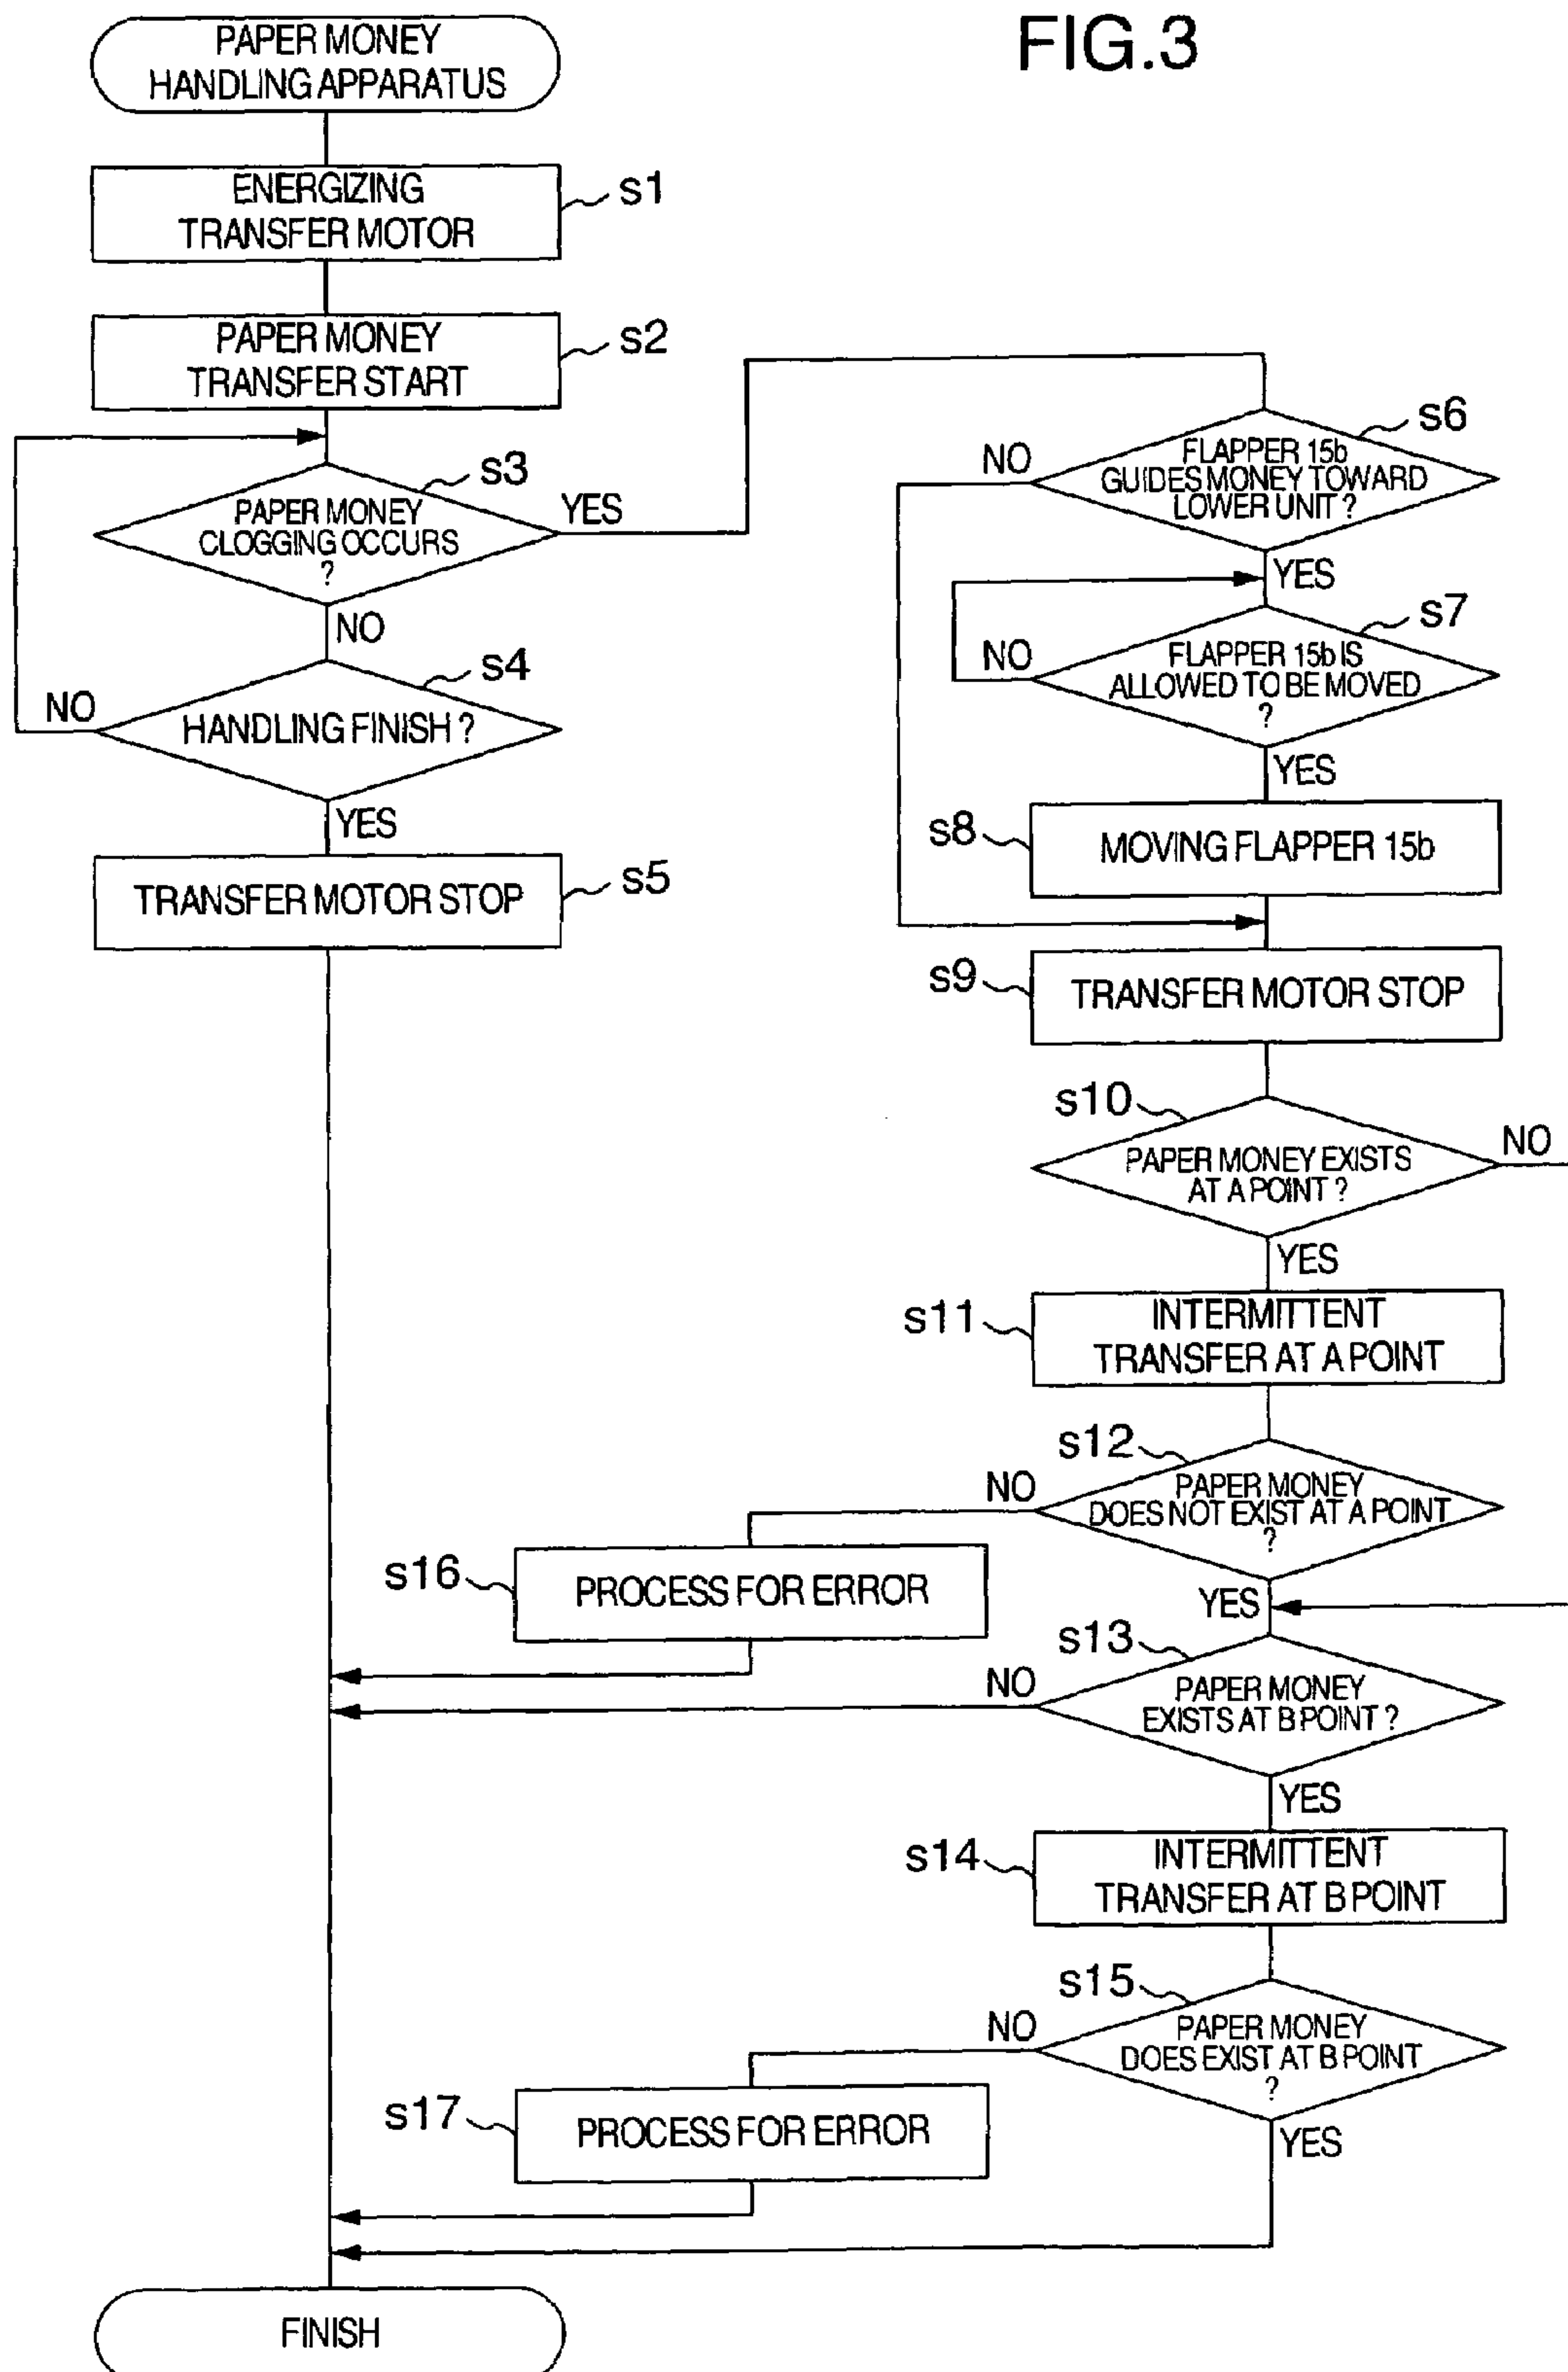 FIG.3
PAPER MONEY
HANDLING APPARATUS
ENERGIZING
TRANSFER MOTOR
s1
PAPER MONEY
TRANSFER START
s2
s3
PAPER MONEY
CLOGGING OCCURS
?
YES
NO
s4
HANDLING FINISH ?
NO
YES
TRANSFER MOTOR STOP
s5
s6
FLAPPER 15b
GUIDES MONEY TOWARD
LOWER UNIT ?
NO
YES
s7
FLAPPER 15b IS
ALLOWED TO BE MOVED
?
NO
YES
s8
MOVING FLAPPER 15b
s9
TRANSFER MOTOR STOP
s10
PAPER MONEY EXISTS
AT A POINT ?
NO
YES
s11
INTERMITTENT
TRANSFER AT A POINT
s12
PAPER MONEY
DOES NOT EXIST AT A POINT
?
NO
s16
PROCESS FOR ERROR
YES
s13
PAPER MONEY
EXISTS AT B POINT ?
NO
YES
s14
INTERMITTENT
TRANSFER AT B POINT
s15
PAPER MONEY
DOES EXIST AT B POINT
?
NO
s17
PROCESS FOR ERROR
YES
FINISH